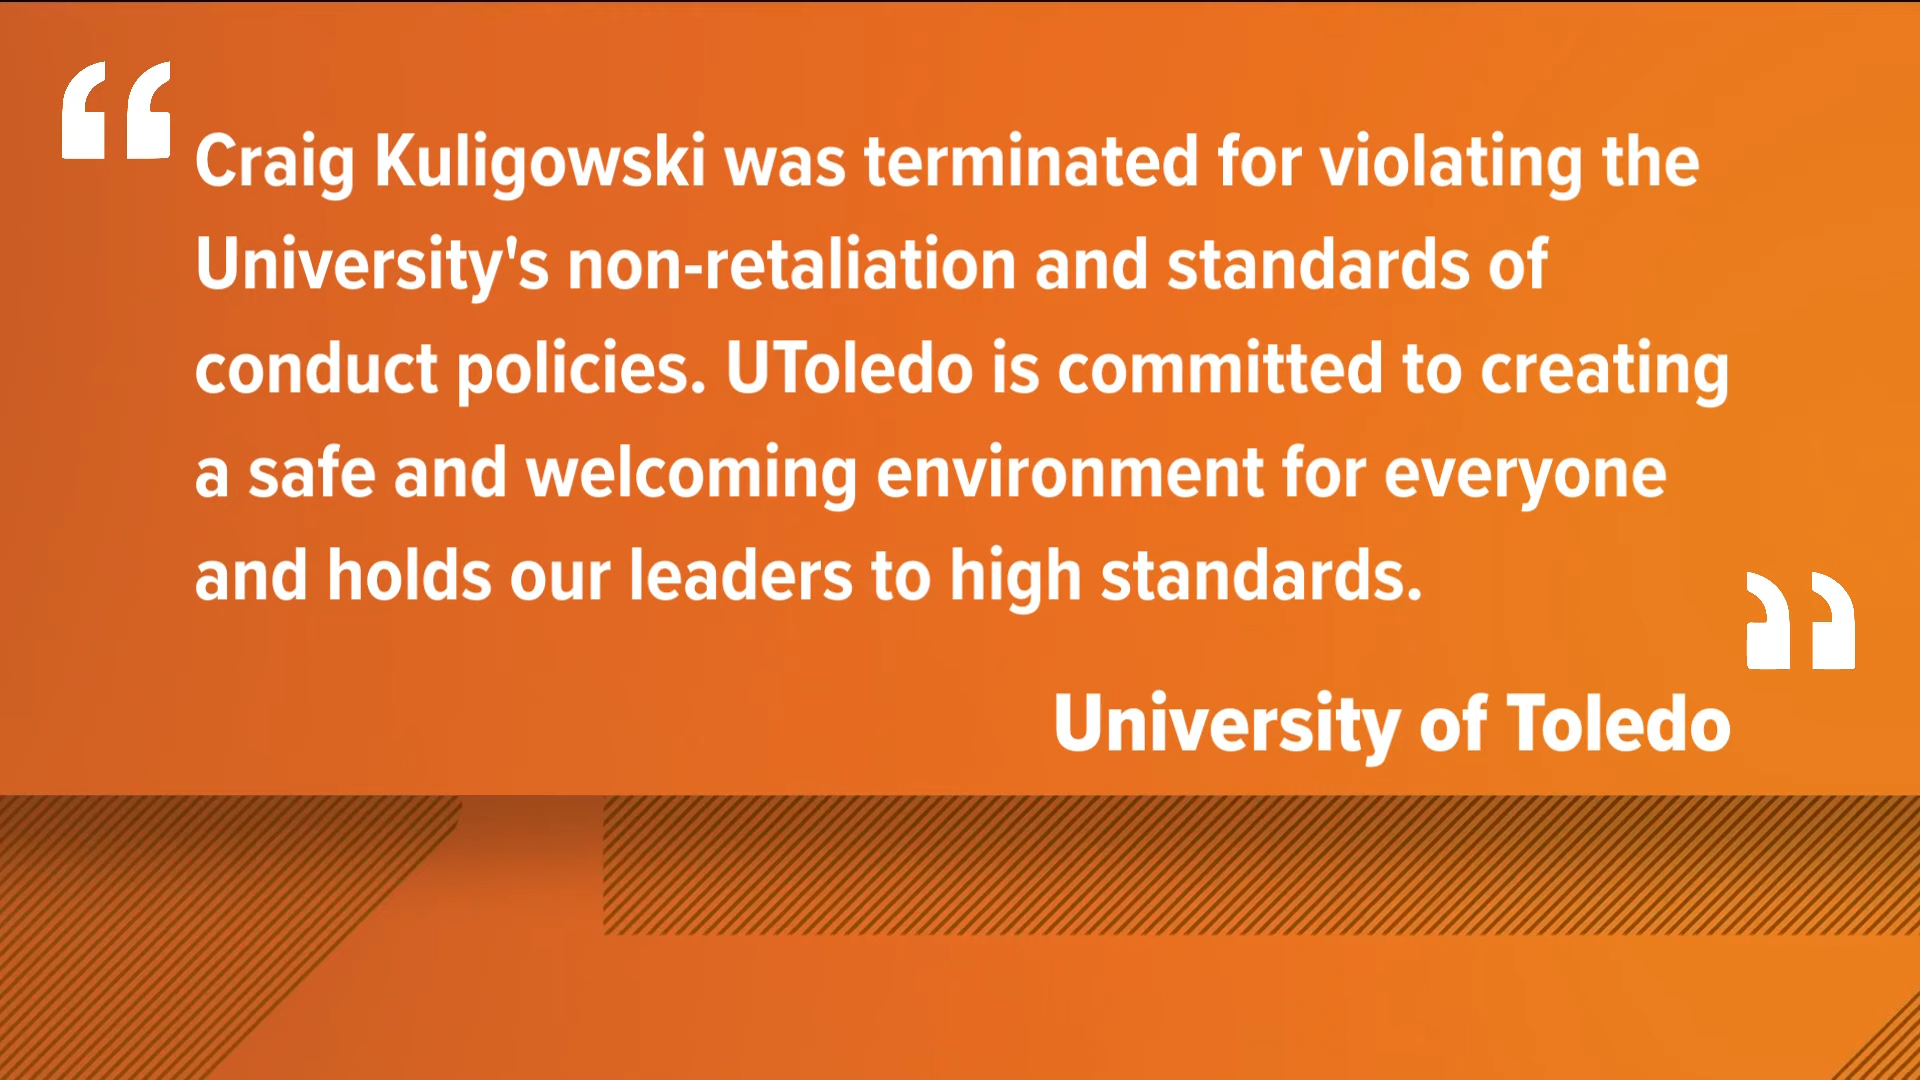 “
Craig Kuligowski was terminated for violating the
University's non-retaliation and standards of
conduct policies. UToledo is committed to creating
a safe and welcoming environment for everyone
and holds our leaders to high standards.
”
University of Toledo